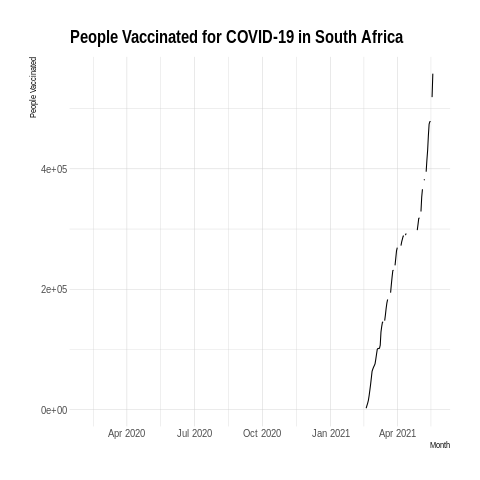 People Vaccinated for COVID-19 in South Africa
People Vaccinated
4e+05
2e+05
0e+00
Apr 2020 Jul 2020 Oct 2020 Jan 2021 Apr 2021
Month